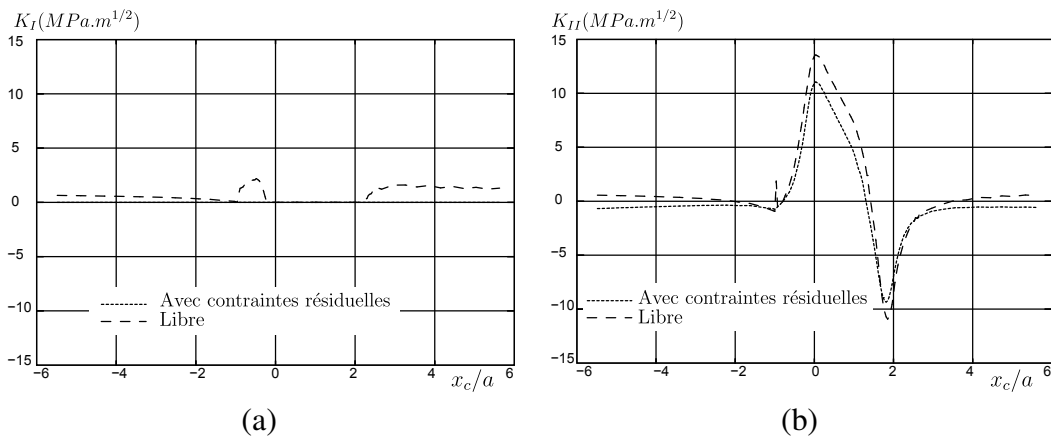 K_I(MPa.m^{1/2})
15
10
5
0
−5
−10
−15
−6
−4
−2
0
2
4
6
x_c/a
Avec contraintes résiduelles
Libre
(a)
K_{II}(MPa.m^{1/2})
15
10
5
0
−5
−10
−15
−6
−4
−2
0
2
4
6
x_c/a
Avec contraintes résiduelles
Libre
(b)